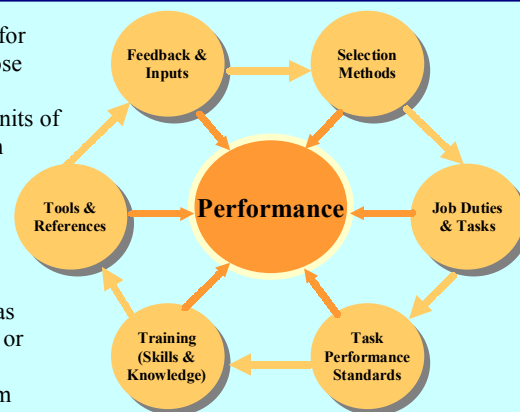 for
ose
nits of
n
as
or
m
Feedback &
Inputs
Selection
Methods
Tools &
References
Performance
Job Duties
& Tasks
Training
(Skills &
Knowledge)
Task
Performance
Standards